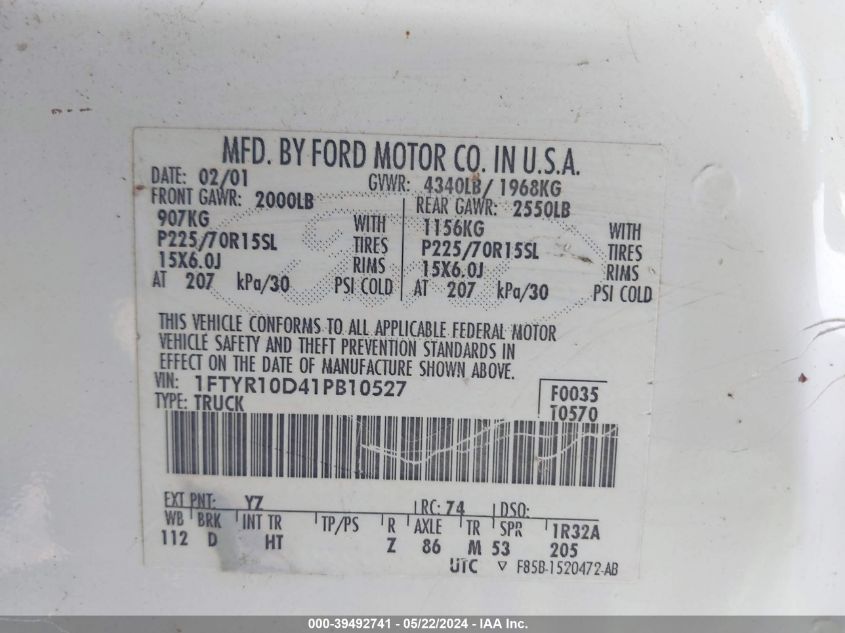 MFD. BY FORD MOTOR CO. IN U.S.A.
DATE: 02/01 GVWR: 4340LB/ 1968KG
FRONT GAWR: 2000LB REAR GAWR: 2550LB
907KG WITH 1156KG WITH
P225/70R15SL TIRES P225/70R15SL TIRES
15X6.0J RIMS 15X6.0J RIMS
AT 207 kPa/30 PSI COLD AT 207 kPa/30 PSI COLD
THIS VEHICLE CONFORMS TO ALL APPLICABLE FEDERAL MOTOR
VEHICLE SAFETY AND THEFT PREVENTION STANDARDS IN
EFFECT ON THE DATE OF MANUFACTURE SHOWN ABOVE.
VIN: 1FTYR10D41PB10527 F0035
TYPE: TRUCK T0570
EXT PNT: YZ RC: 74 DSO:
WB BRK INT TR TP/PS R AXLE TR SPR 1R32A
112 D HT Z 86 M 53 205
UTC ▽ F85B-1520472-AB
000-39492741 - 05/22/2024 - IAA Inc.